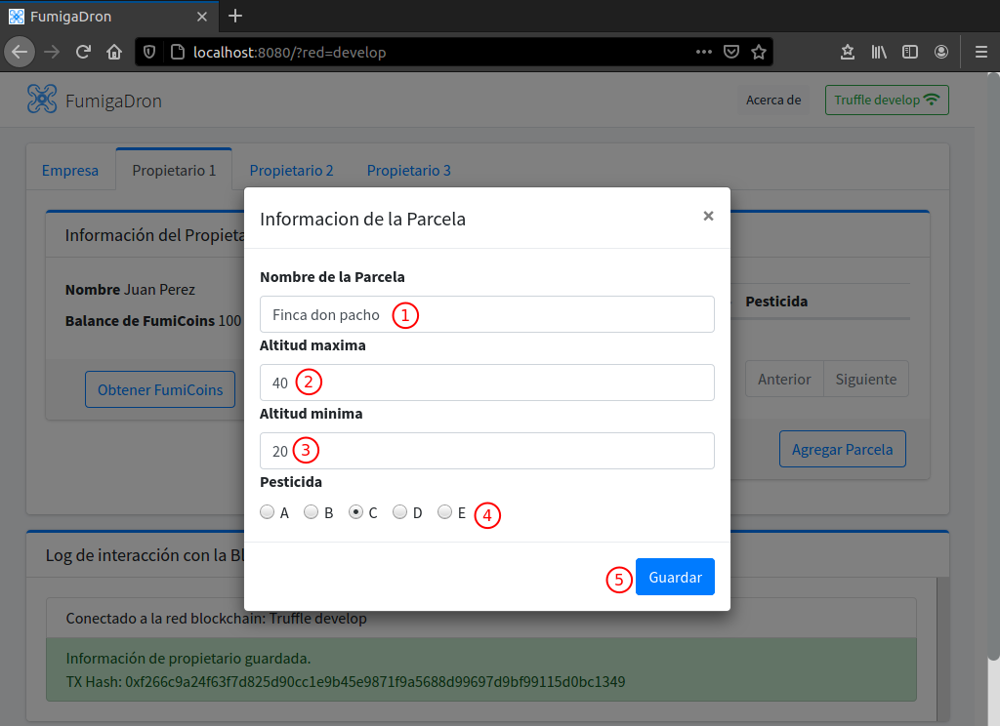 FumigaDron
localhost:8080/?red=develop
FumigaDron
Acerca de
Truffle develop
Empresa
Propietario 1
Propietario 2
Propietario 3
Información del Propieta
Nombre Juan Perez
Balance de FumiCoins 100
Obtener FumiCoins
Informacion de la Parcela
×
Nombre de la Parcela
Finca don pacho 1
Altitud maxima
40 2
Altitud minima
20 3
Pesticida
A B C D E 4
5 Guardar
Pesticida
Anterior Siguiente
Agregar Parcela
Log de interacción con la Bl
Conectado a la red blockchain: Truffle develop
Información de propietario guardada.
TX Hash: 0xf266c9a24f63f7d825d90cc1e9b45e9871f9a5688d99697d9bf99115d0bc1349